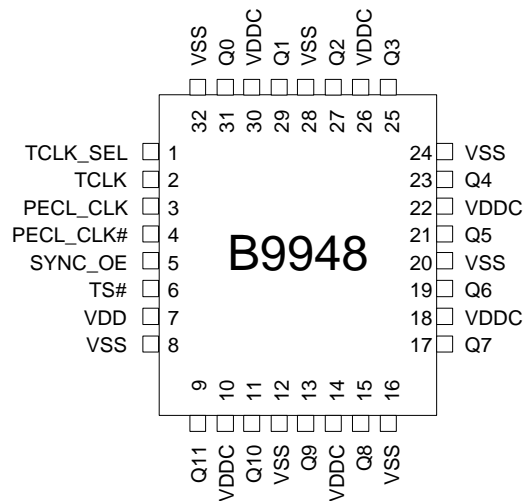 VSS Q0 VDDC Q1 VSS Q2 VDDC Q3
32 31 30 29 28 27 26 25
TCLK_SEL 1 24 VSS
TCLK 2 23 Q4
PECL_CLK 3 22 VDDC
PECL_CLK# 4 21 Q5
B9948
SYNC_OE 5 20 VSS
TS# 6 19 Q6
VDD 7 18 VDDC
VSS 8 17 Q7
9 10 11 12 13 14 15 16
Q11 VDDC Q10 VSS Q9 VDDC Q8 VSS